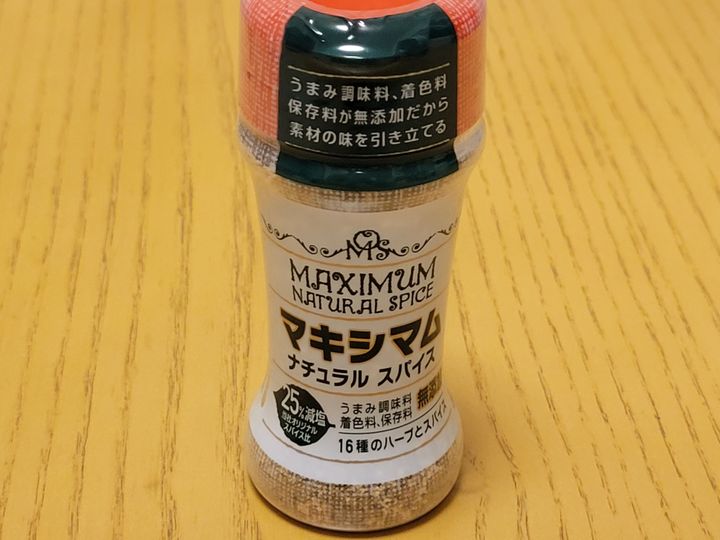 うまみ調味料、着色料
保存料が無添加だから
素材の味を引き立てる
MS
MAXIMUM
NATURAL SPICE
マキシマム
ナチュラル スパイス
25%減塩
当社オリジナル
スパイス比
うまみ調味料
着色料、保存料
無添加
16種のハーブとスパイス